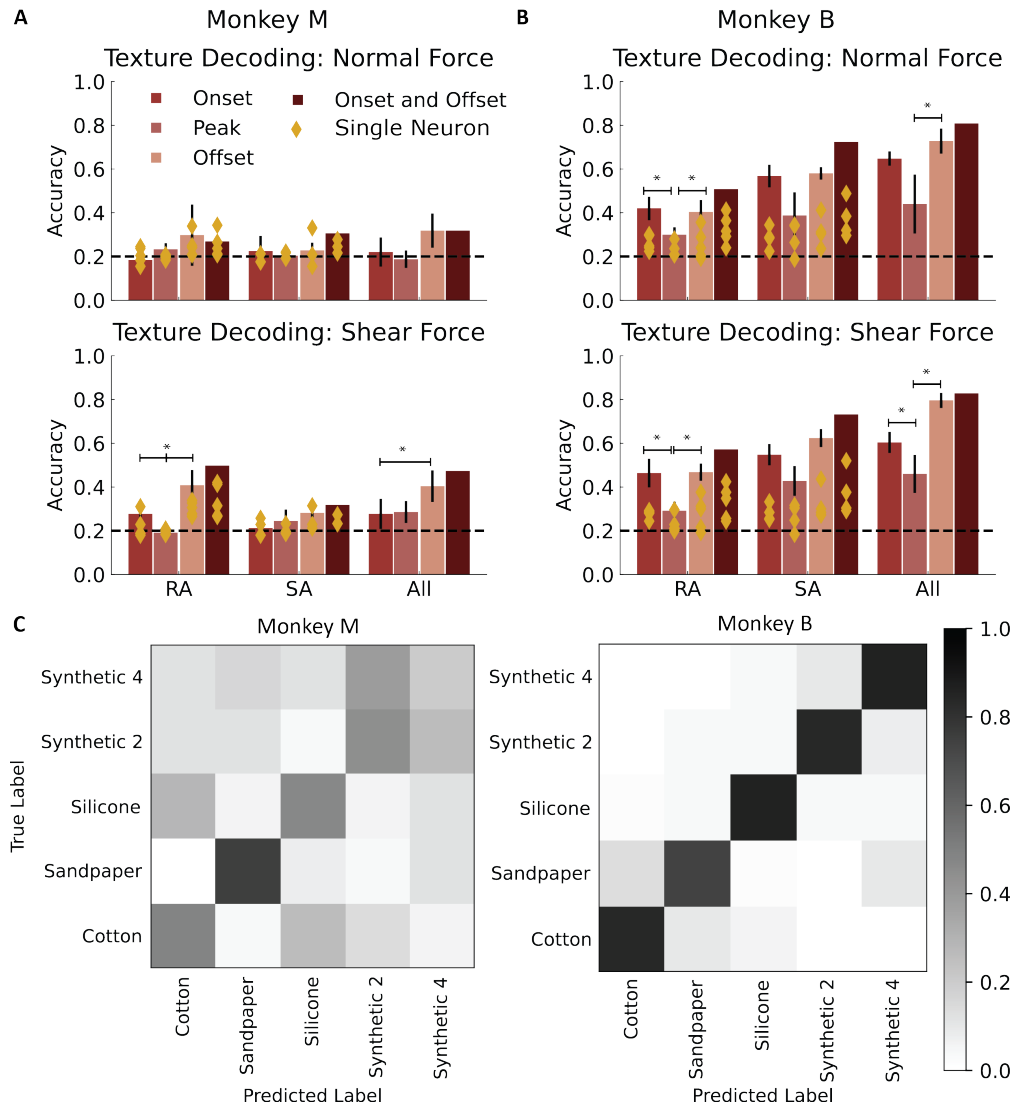 A
Monkey M
Texture Decoding: Normal Force
1.0
0.8
0.6
0.4
0.2
0.0
Accuracy
Onset
Peak
Offset
Onset and Offset
Single Neuron
Texture Decoding: Shear Force
1.0
0.8
0.6
0.4
0.2
0.0
Accuracy
*
*
RA
SA
All
B
Monkey B
Texture Decoding: Normal Force
1.0
0.8
0.6
0.4
0.2
0.0
Accuracy
*
*
*
Texture Decoding: Shear Force
1.0
0.8
0.6
0.4
0.2
0.0
Accuracy
*
*
*
*
RA
SA
All
C
Monkey M
True Label
Synthetic 4
Synthetic 2
Silicone
Sandpaper
Cotton
Cotton
Sandpaper
Silicone
Synthetic 2
Synthetic 4
Predicted Label
Monkey B
Synthetic 4
Synthetic 2
Silicone
Sandpaper
Cotton
Cotton
Sandpaper
Silicone
Synthetic 2
Synthetic 4
Predicted Label
1.0
0.8
0.6
0.4
0.2
0.0